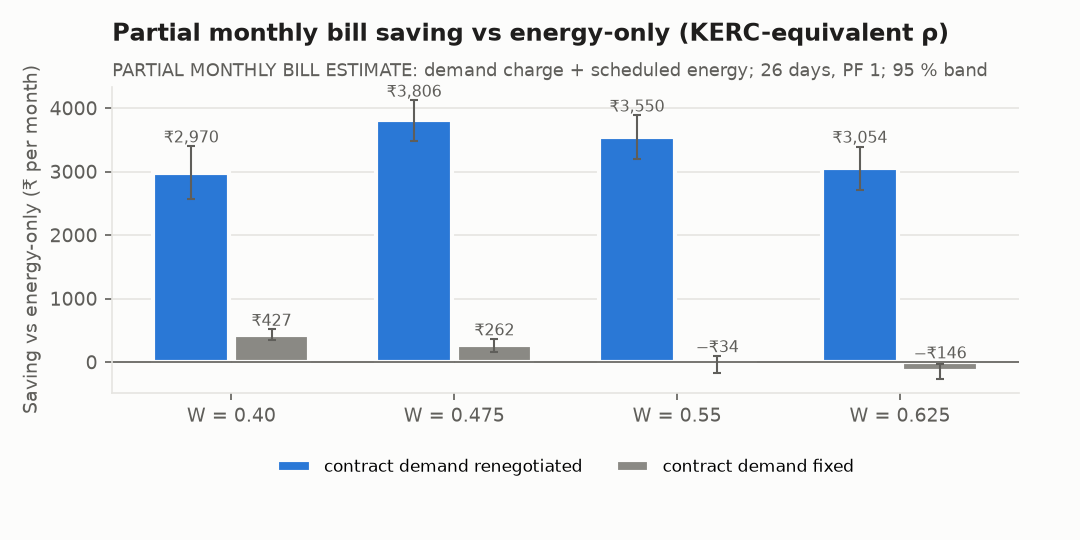 Partial monthly bill saving vs energy-only (KERC-equivalent ρ)
PARTIAL MONTHLY BILL ESTIMATE: demand charge + scheduled energy; 26 days, PF 1; 95 % band
Saving vs energy-only (₹ per month)
4000
3000
2000
1000
0
₹2,970
₹427
₹3,806
₹262
₹3,550
−₹34
₹3,054
−₹146
W = 0.40
W = 0.475
W = 0.55
W = 0.625
contract demand renegotiated
contract demand fixed